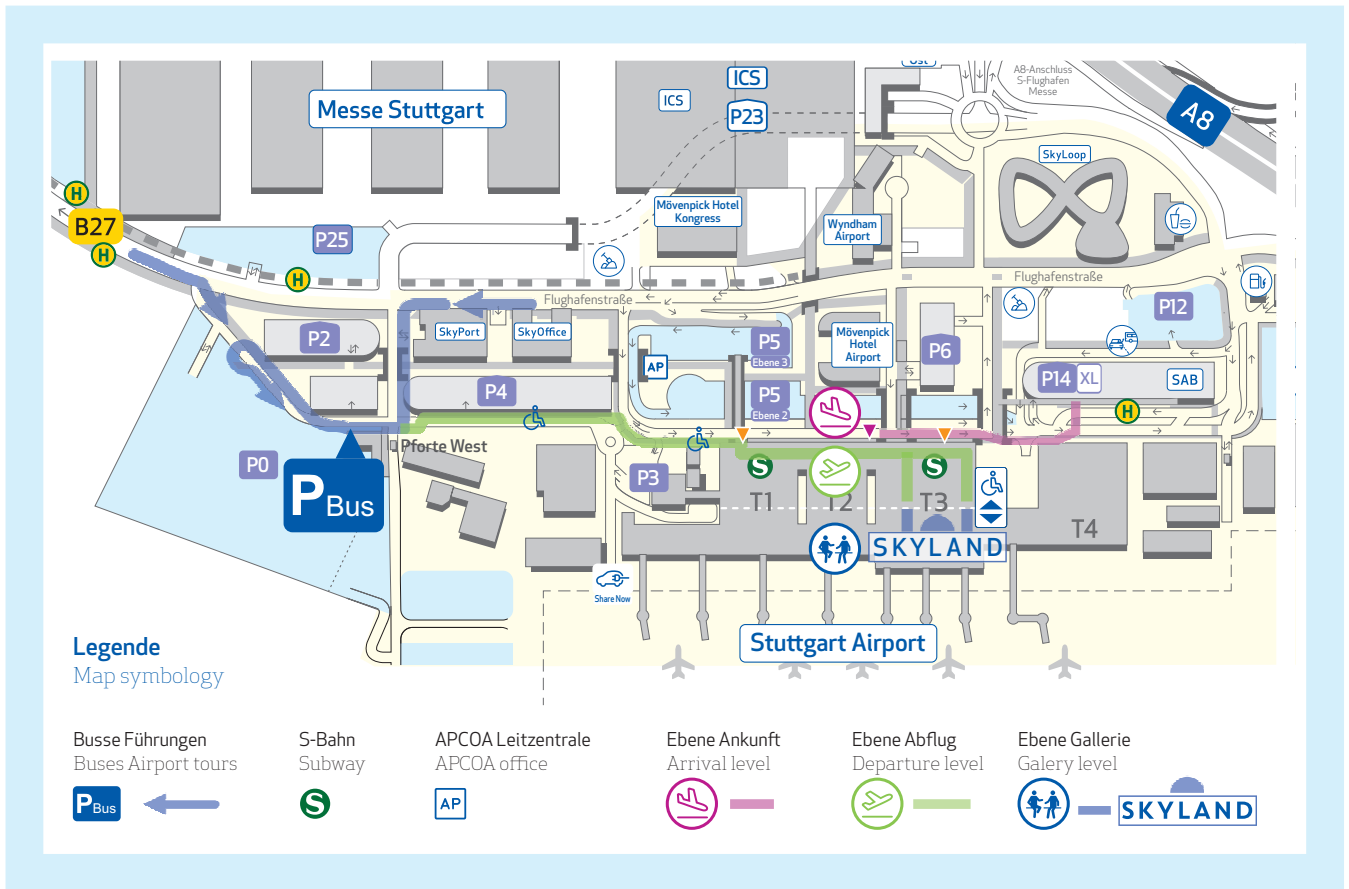 Ost
A8-Anschluss
S-Flughafen
Messe
ICS
ICS
Messe Stuttgart
P23
A8
SkyLoop
H
B27
H
P25
H
Mövenpick Hotel
Kongress
Wyndham
Airport
Flughafenstraße
Flughafenstraße
P12
P2
SkyPort
SkyOffice
P5
Ebene 3
Mövenpick
Hotel
Airport
P6
AP
P4
P5
Ebene 2
P14 XL
SAB
H
Pforte West
P0
P Bus
P3
S
S
T1
T2
T3
T4
SKYLAND
Share Now
Stuttgart Airport
Legende
Map symbology
Busse Führungen
Buses Airport tours
P Bus
S-Bahn
Subway
S
APCOA Leitzentrale
APCOA office
AP
Ebene Ankunft
Arrival level
Ebene Abflug
Departure level
Ebene Gallerie
Galery level
SKYLAND